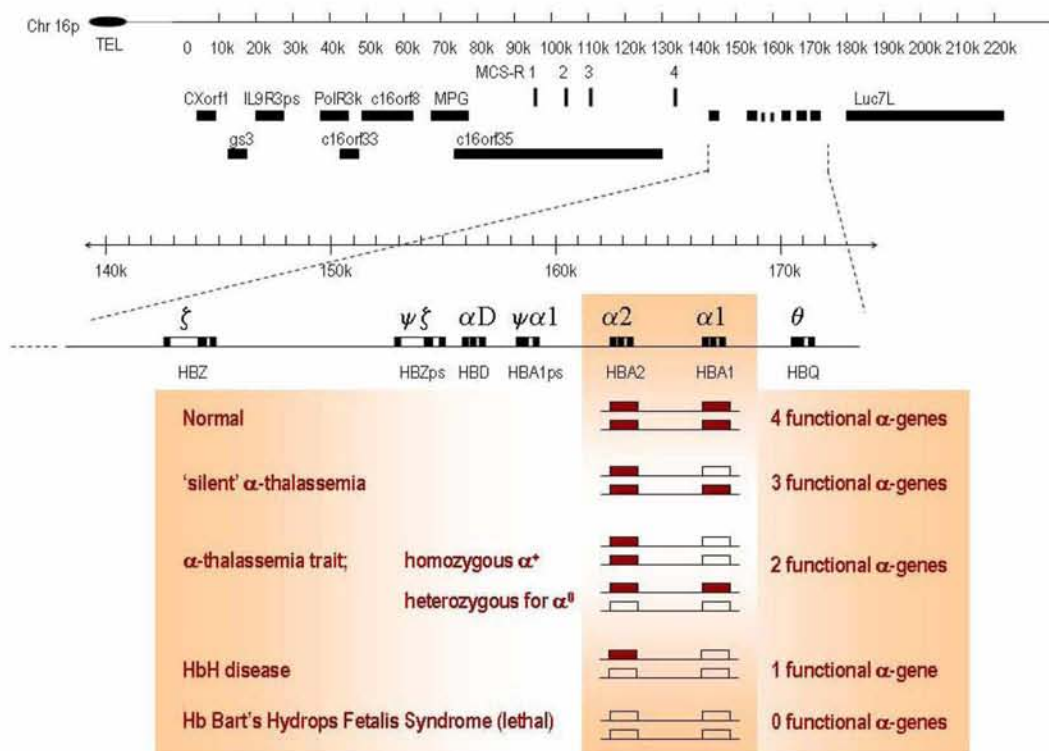 Chr 16p
TEL
0 10k 20k 30k 40k 50k 60k 70k 80k 90k 100k 110k 120k 130k 140k 150k 160k 170k 180k 190k 200k 210k 220k
MCS-R 1 2 3 4
CXorf1 IL9R3ps PolR3k c16orf8 MPG Luc7L
gs3 c16orf33 c16orf35
140k 150k 160k 170k
ζ ψζ αD ψα1 α2 α1 θ
HBZ HBZps HBD HBA1ps HBA2 HBA1 HBQ
Normal 4 functional α-genes
'silent' α-thalassemia 3 functional α-genes
α-thalassemia trait; homozygous α⁺ 2 functional α-genes
heterozygous for α⁰
HbH disease 1 functional α-gene
Hb Bart's Hydrops Fetalis Syndrome (lethal) 0 functional α-genes